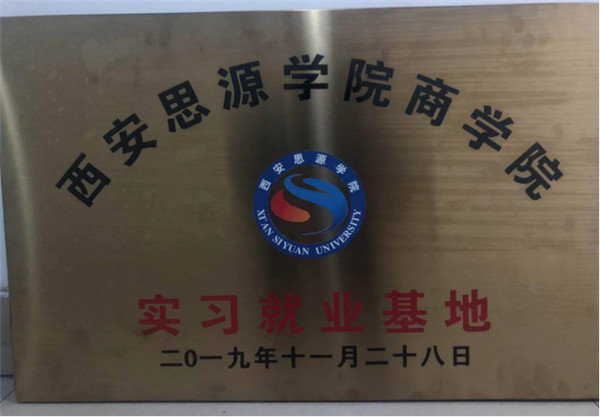 西安思源学院商学院
西安思源学院
XI'AN SIYUAN UNIVERSITY
实习就业基地
二0一九年十一月二十八日